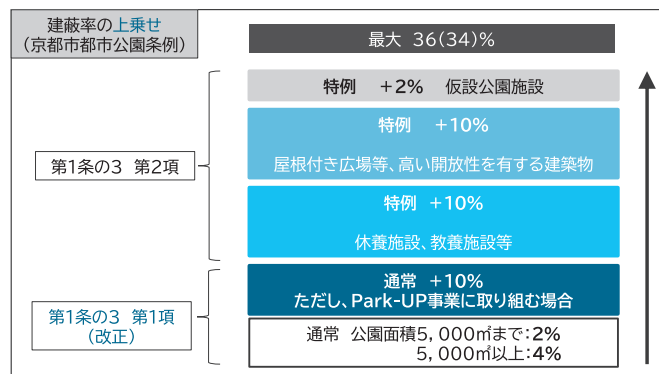 建蔽率の上乗せ
(京都市都市公園条例)
最大 36(34)%
特例 +2% 仮設公園施設
特例 +10%
屋根付き広場等、高い開放性を有する建築物
第1条の3 第2項
特例 +10%
休養施設、教養施設等
通常 +10%
ただし、Park-UP事業に取り組む場合
第1条の3 第1項
(改正)
通常 公園面積5,000㎡まで:2%
5,000㎡以上:4%